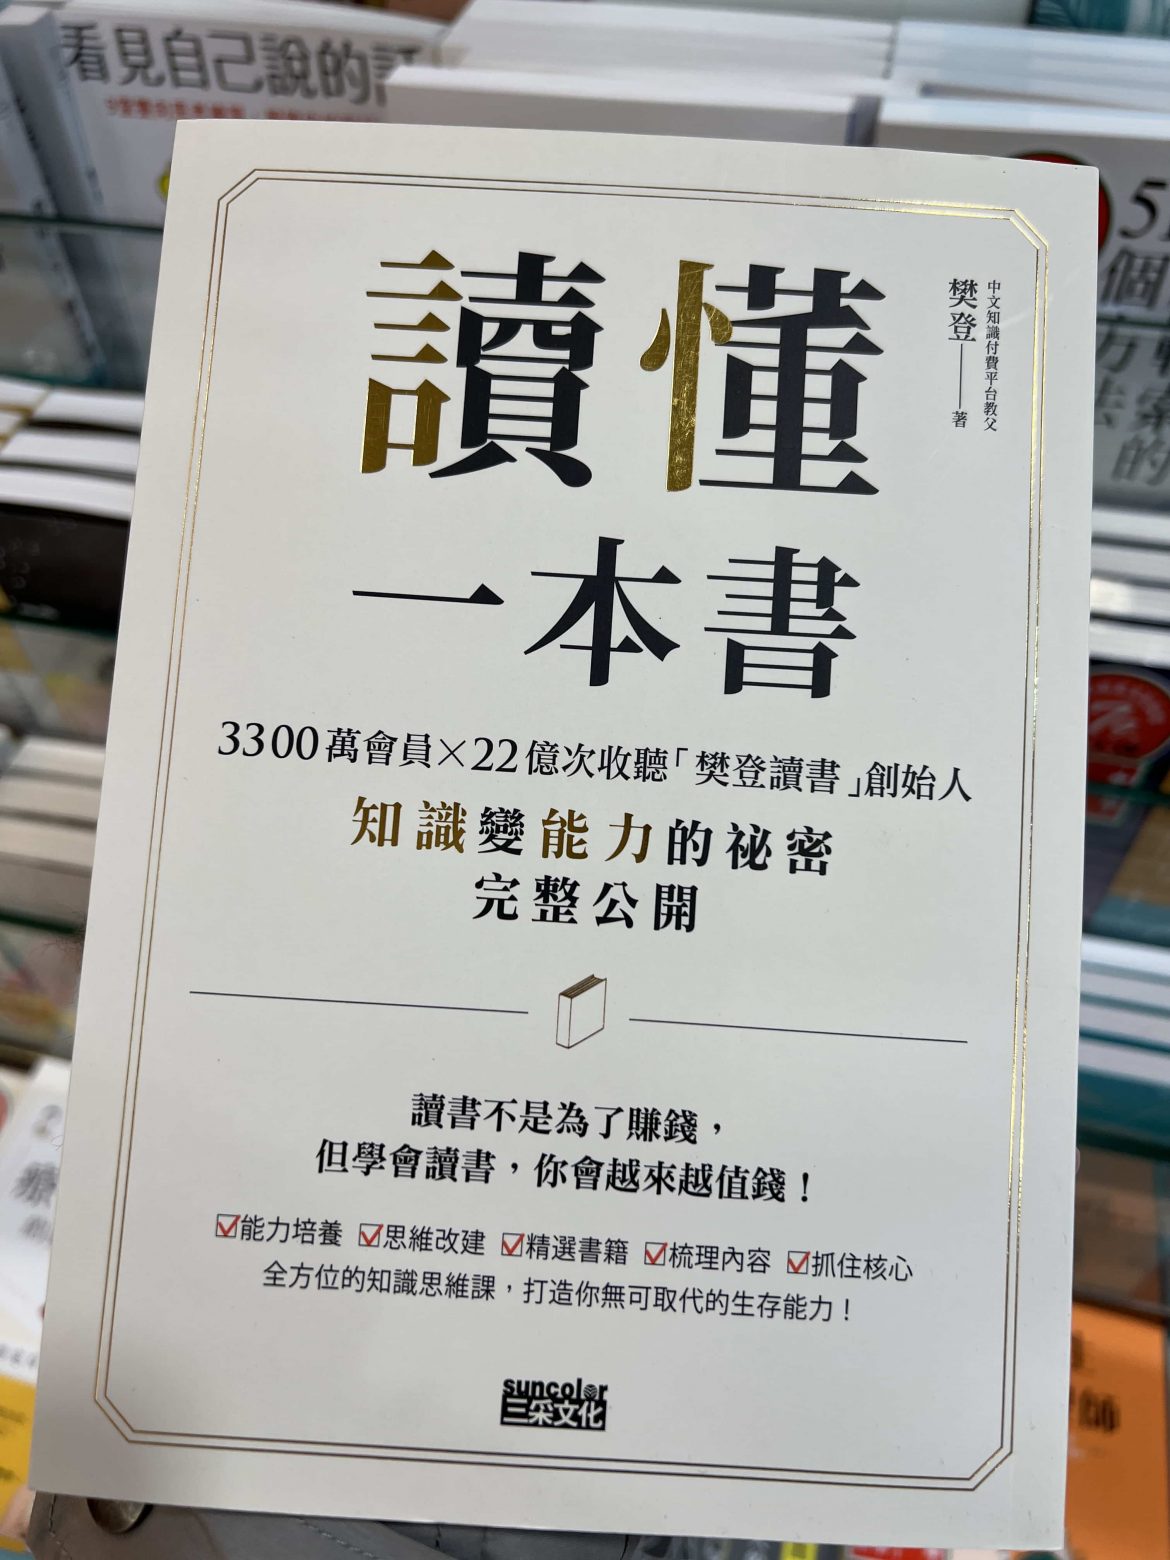 看見自己說的
讀懂
一本書
中文知識付費平台教父
樊登——著
3300萬會員×22億次收聽「樊登讀書」創始人
知識變能力的祕密
完整公開
讀書不是為了賺錢，
但學會讀書，你會越來越值錢！
能力培養 思維改建 精選書籍 梳理內容 抓住核心
全方位的知識思維課，打造你無可取代的生存能力！
suncolor
三采文化